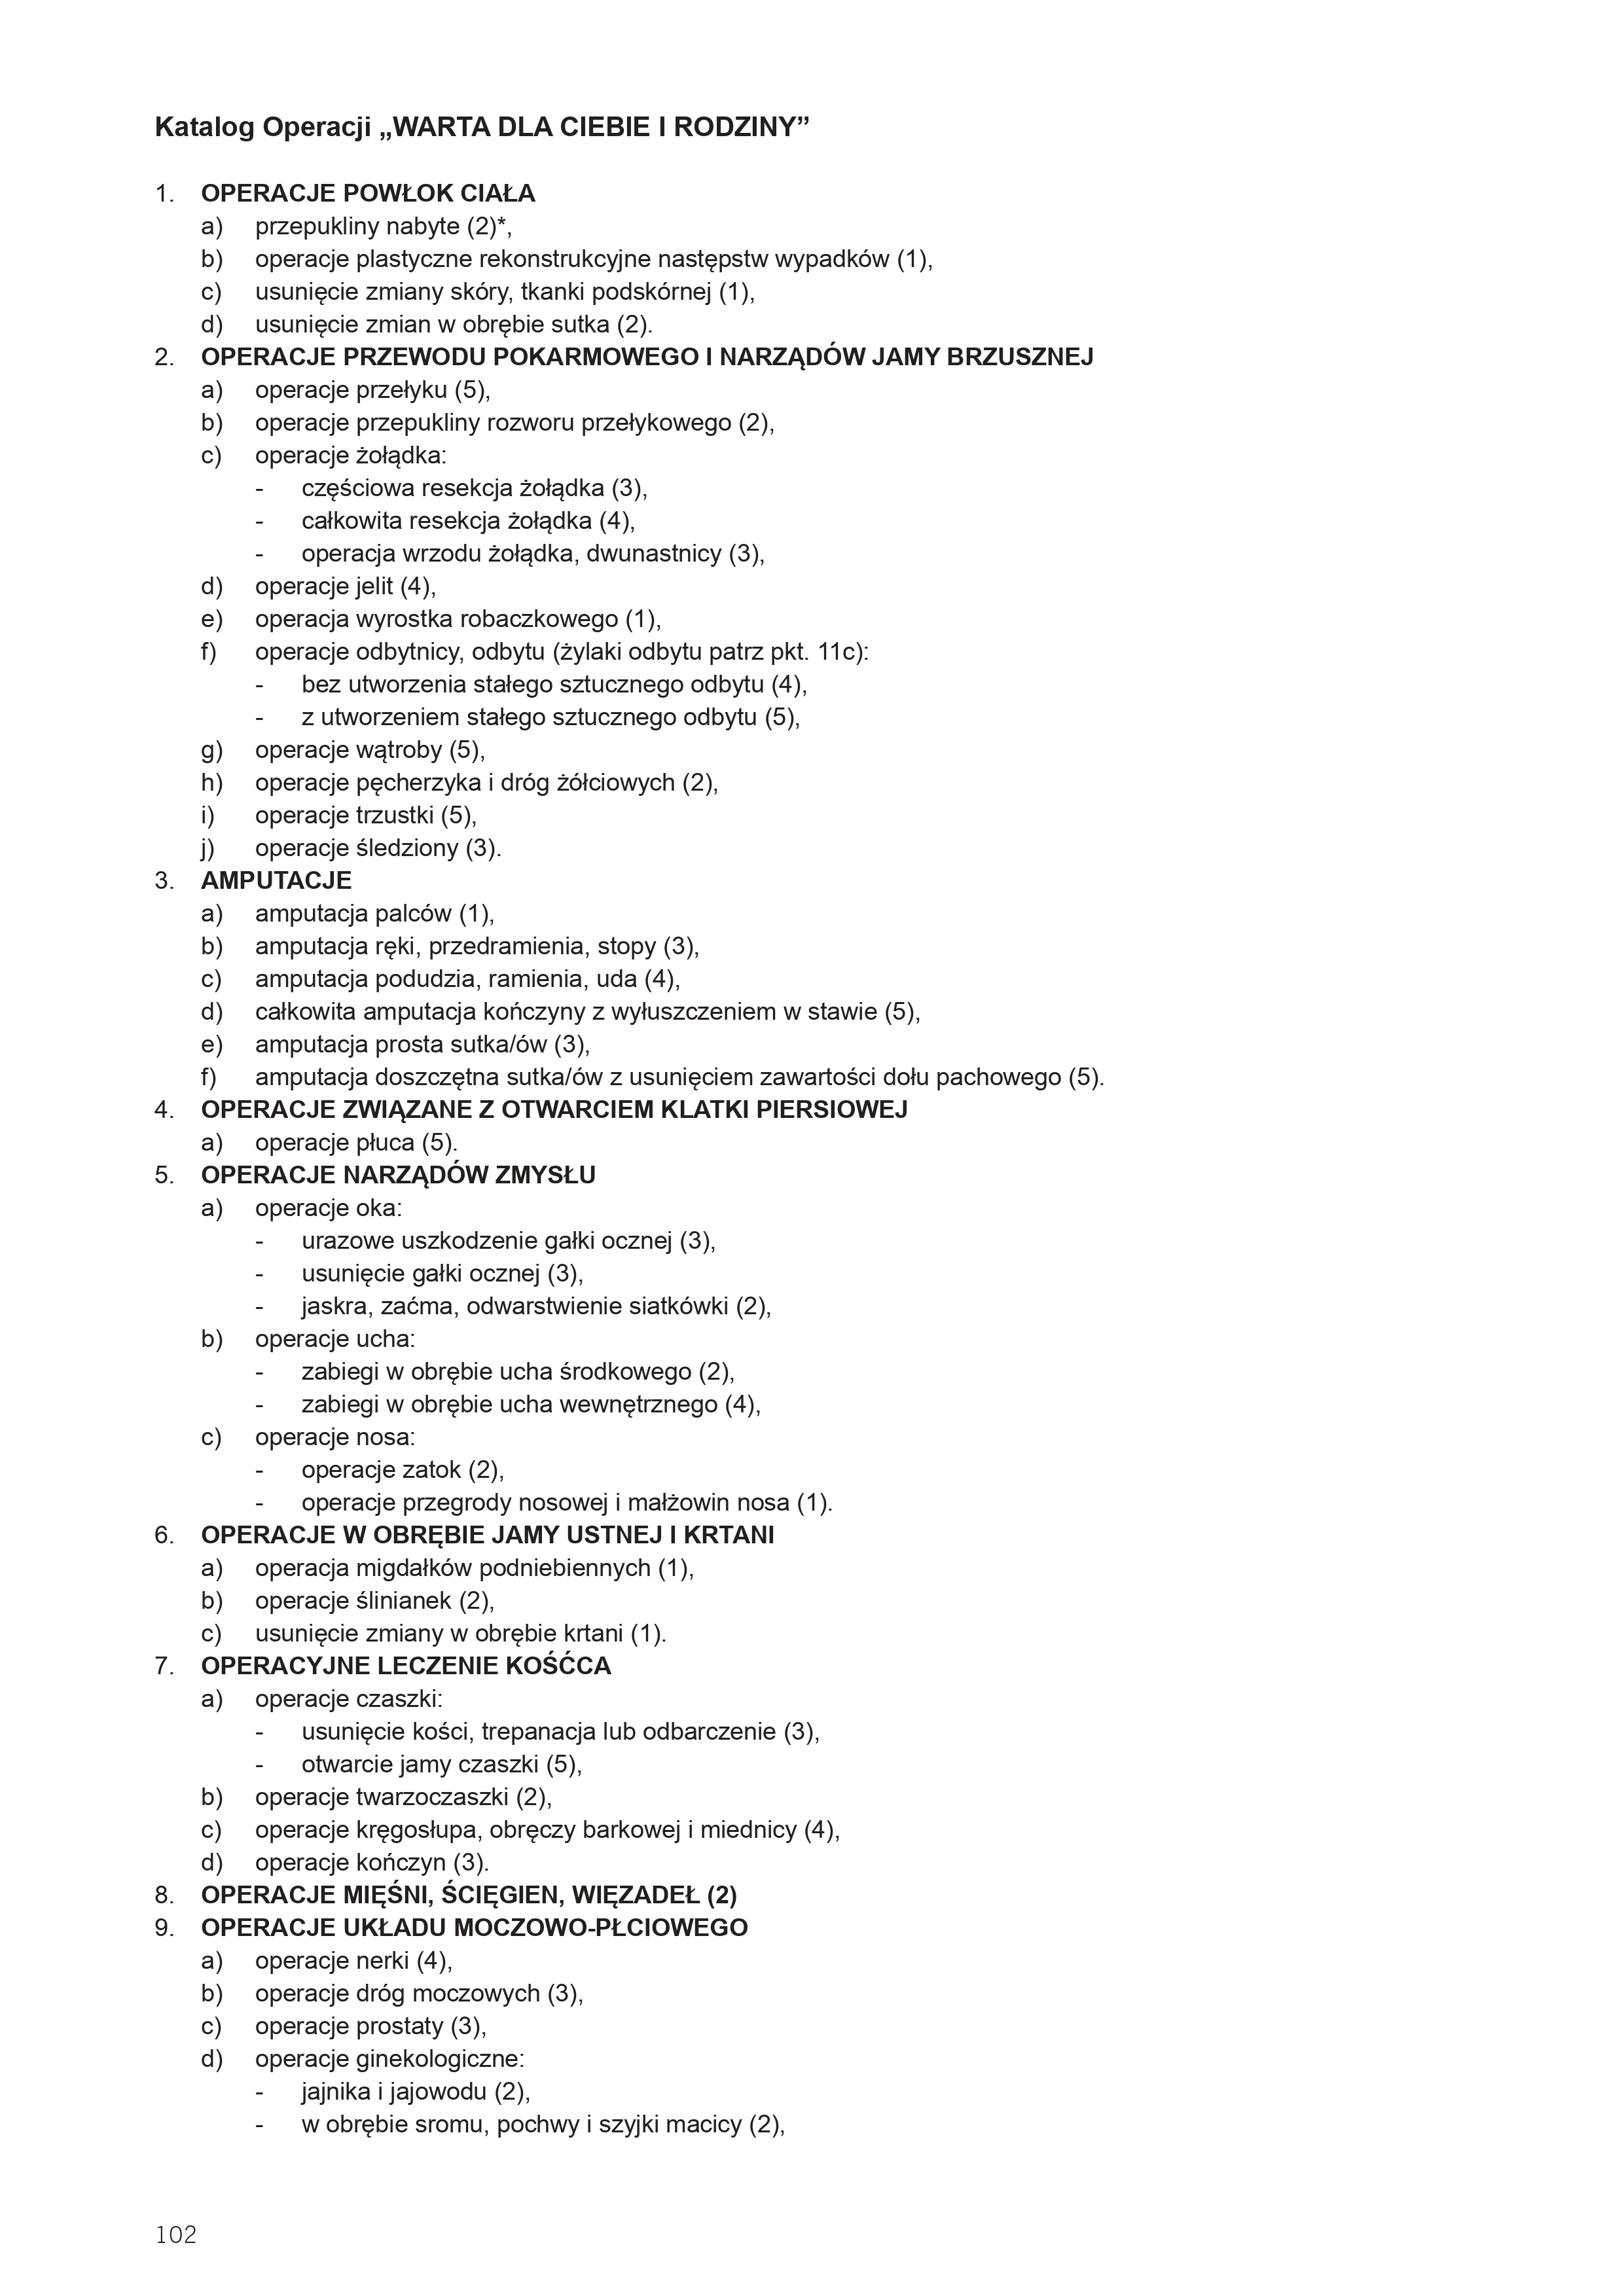 Katalog Operacji „WARTA DLA CIEBIE I RODZINY”
1. OPERACJE POWŁOK CIAŁA
a) przepukliny nabyte (2)*,
b) operacje plastyczne rekonstrukcyjne następstw wypadków (1),
c) usunięcie zmiany skóry, tkanki podskórnej (1),
d) usunięcie zmian w obrębie sutka (2).
2. OPERACJE PRZEWODU POKARMOWEGO I NARZĄDÓW JAMY BRZUSZNEJ
a) operacje przełyku (5),
b) operacje przepukliny rozworu przełykowego (2),
c) operacje żołądka:
- częściowa resekcja żołądka (3),
- całkowita resekcja żołądka (4),
- operacja wrzodu żołądka, dwunastnicy (3),
d) operacje jelit (4),
e) operacja wyrostka robaczkowego (1),
f) operacje odbytnicy, odbytu (żylaki odbytu patrz pkt. 11c):
- bez utworzenia stałego sztucznego odbytu (4),
- z utworzeniem stałego sztucznego odbytu (5),
g) operacje wątroby (5),
h) operacje pęcherzyka i dróg żółciowych (2),
i) operacje trzustki (5),
j) operacje śledziony (3).
3. AMPUTACJE
a) amputacja palców (1),
b) amputacja ręki, przedramienia, stopy (3),
c) amputacja podudzia, ramienia, uda (4),
d) całkowita amputacja kończyny z wyłuszczeniem w stawie (5),
e) amputacja prosta sutka/ów (3),
f) amputacja doszczętna sutka/ów z usunięciem zawartości dołu pachowego (5).
4. OPERACJE ZWIĄZANE Z OTWARCIEM KLATKI PIERSIOWEJ
a) operacje płuca (5).
5. OPERACJE NARZĄDÓW ZMYSŁU
a) operacje oka:
- urazowe uszkodzenie gałki ocznej (3),
- usunięcie gałki ocznej (3),
- jaskra, zaćma, odwarstwienie siatkówki (2),
b) operacje ucha:
- zabiegi w obrębie ucha środkowego (2),
- zabiegi w obrębie ucha wewnętrznego (4),
c) operacje nosa:
- operacje zatok (2),
- operacje przegrody nosowej i małżowin nosa (1).
6. OPERACJE W OBRĘBIE JAMY USTNEJ I KRTANI
a) operacja migdałków podniebiennych (1),
b) operacje ślinianek (2),
c) usunięcie zmiany w obrębie krtani (1).
7. OPERACYJNE LECZENIE KOŚĆCA
a) operacje czaszki:
- usunięcie kości, trepanacja lub odbarczenie (3),
- otwarcie jamy czaszki (5),
b) operacje twarzoczaszki (2),
c) operacje kręgosłupa, obręczy barkowej i miednicy (4),
d) operacje kończyn (3).
8. OPERACJE MIĘŚNI, ŚCIĘGIEN, WIĘZADEŁ (2)
9. OPERACJE UKŁADU MOCZOWO-PŁCIOWEGO
a) operacje nerki (4),
b) operacje dróg moczowych (3),
c) operacje prostaty (3),
d) operacje ginekologiczne:
- jajnika i jajowodu (2),
- w obrębie sromu, pochwy i szyjki macicy (2),
102